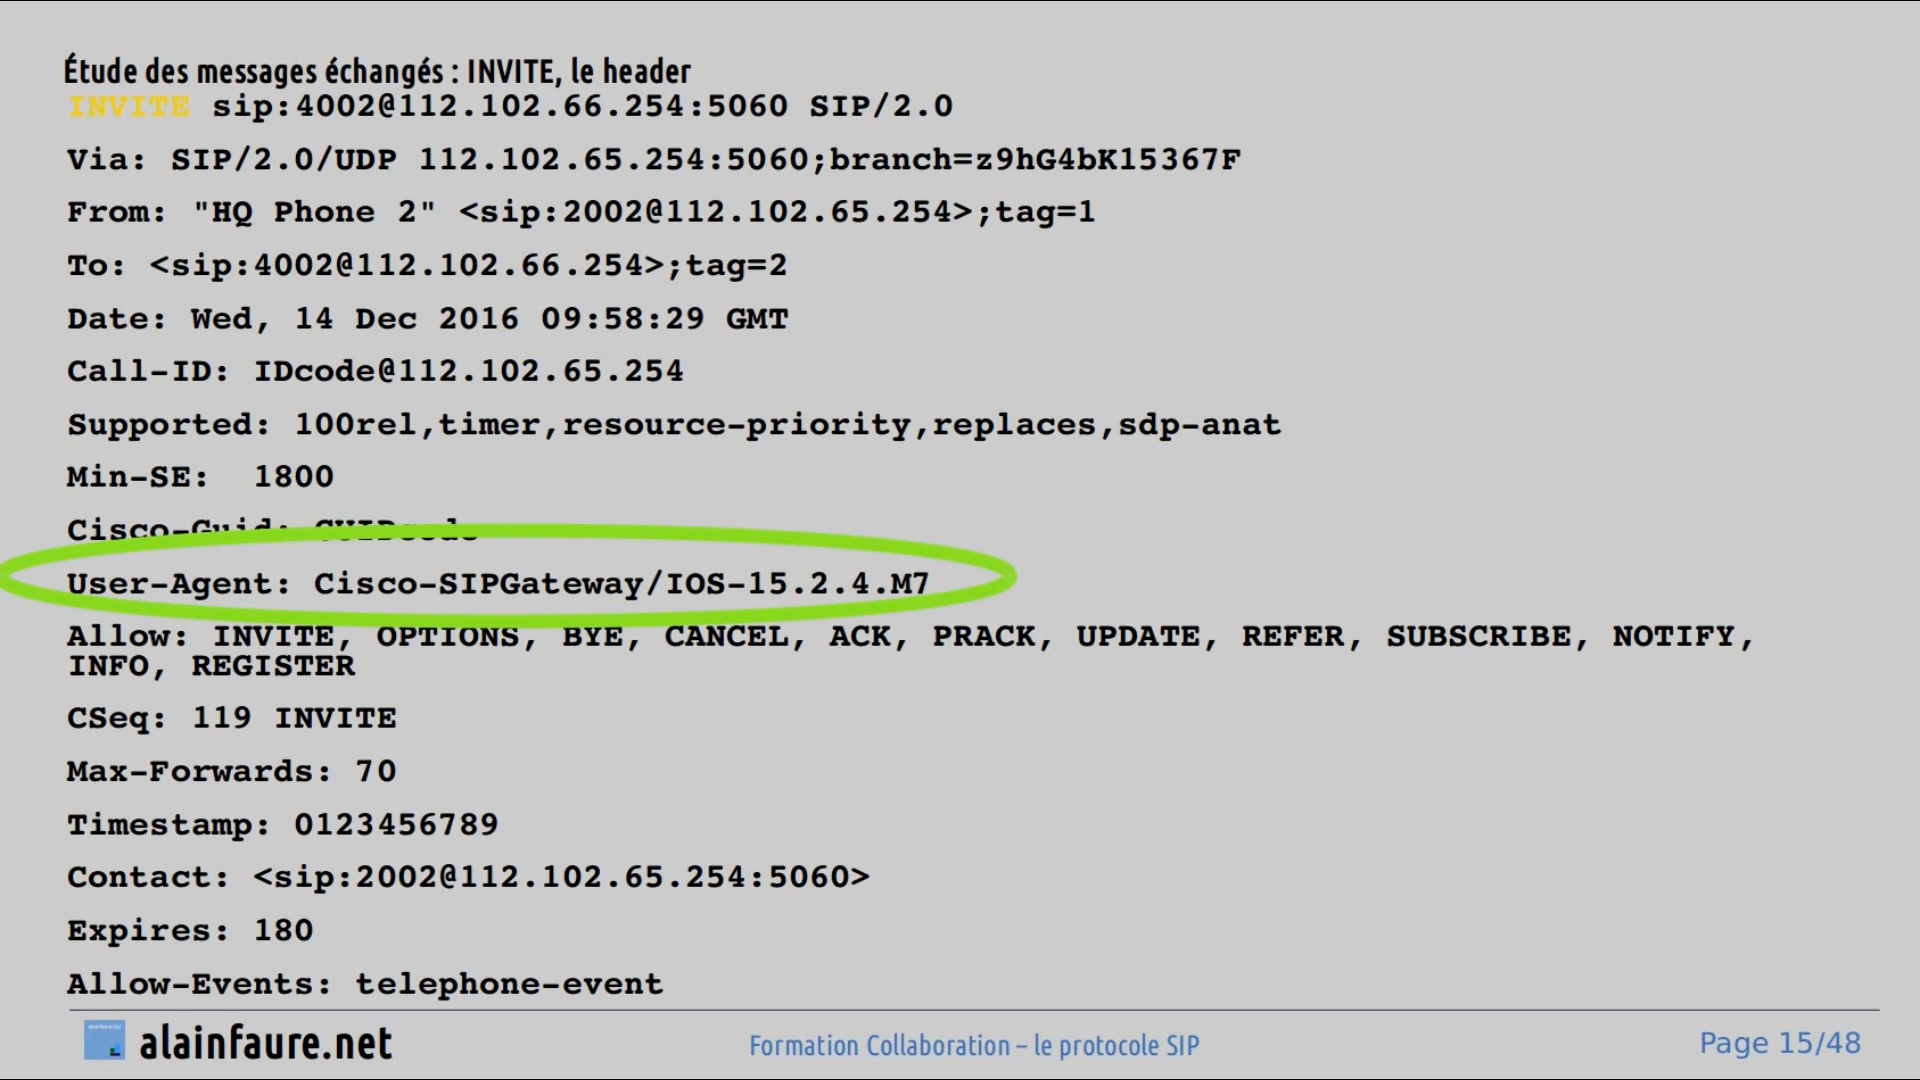 Étude des messages échangés : INVITE, le header
INVITE sip:4002@112.102.66.254:5060 SIP/2.0
Via: SIP/2.0/UDP 112.102.65.254:5060;branch=z9hG4bK15367F
From: "HQ Phone 2" <sip:2002@112.102.65.254>;tag=1
To: <sip:4002@112.102.66.254>;tag=2
Date: Wed, 14 Dec 2016 09:58:29 GMT
Call-ID: IDcode@112.102.65.254
Supported: 100rel,timer,resource-priority,replaces,sdp-anat
Min-SE:  1800
Cisco-Guid: GUIDcode
User-Agent: Cisco-SIPGateway/IOS-15.2.4.M7
Allow: INVITE, OPTIONS, BYE, CANCEL, ACK, PRACK, UPDATE, REFER, SUBSCRIBE, NOTIFY,
INFO, REGISTER
CSeq: 119 INVITE
Max-Forwards: 70
Timestamp: 0123456789
Contact: <sip:2002@112.102.65.254:5060>
Expires: 180
Allow-Events: telephone-event
alainfaure.net
Formation Collaboration – le protocole SIP
Page 15/48